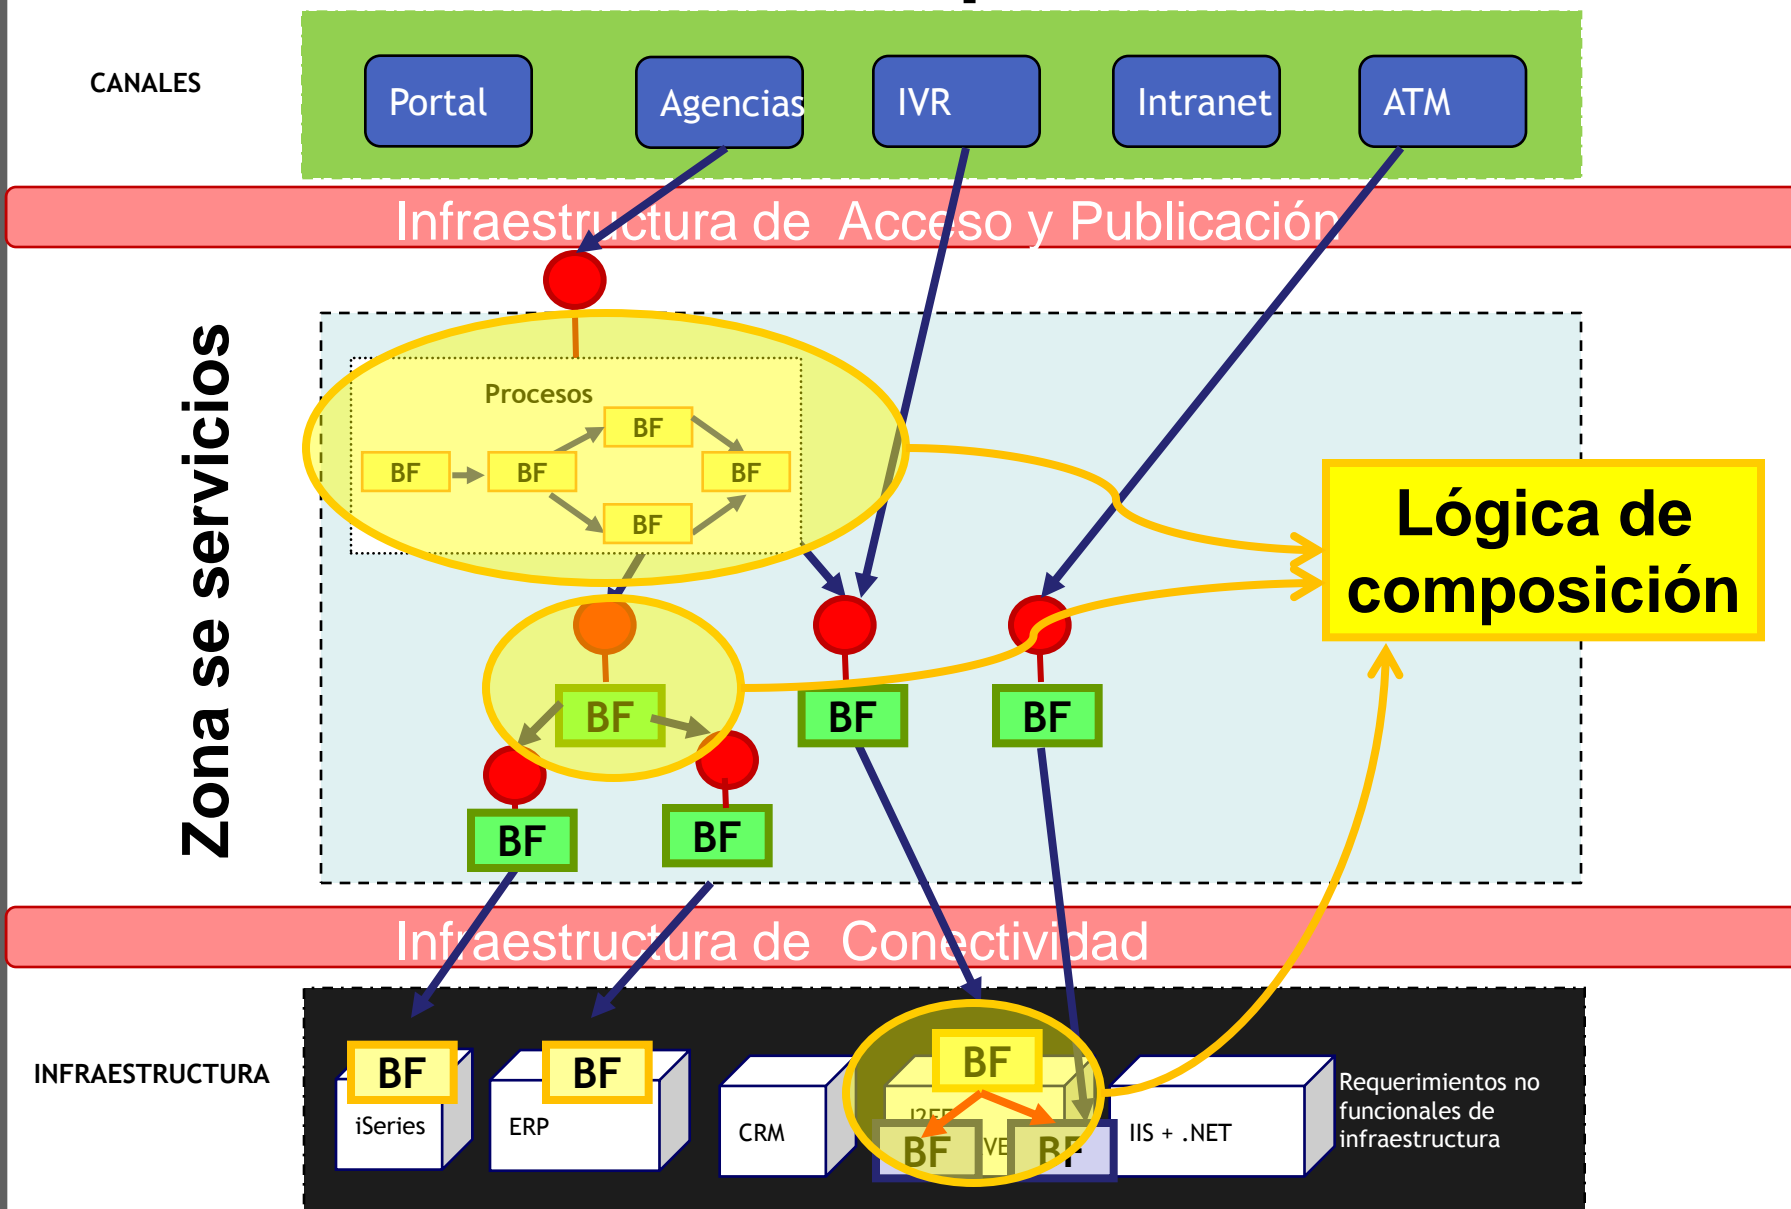 CANALES
Portal
Agencias
IVR
Intranet
ATM
Infraestructura de Acceso y Publicación
Zona se servicios
Procesos
BF
BF
BF
BF
BF
Lógica de
composición
BF
BF
BF
BF
BF
Infraestructura de Conectividad
INFRAESTRUCTURA
BF
iSeries
BF
ERP
CRM
BF
BF
BF
IIS + .NET
Requerimientos no
funcionales de
infraestructura